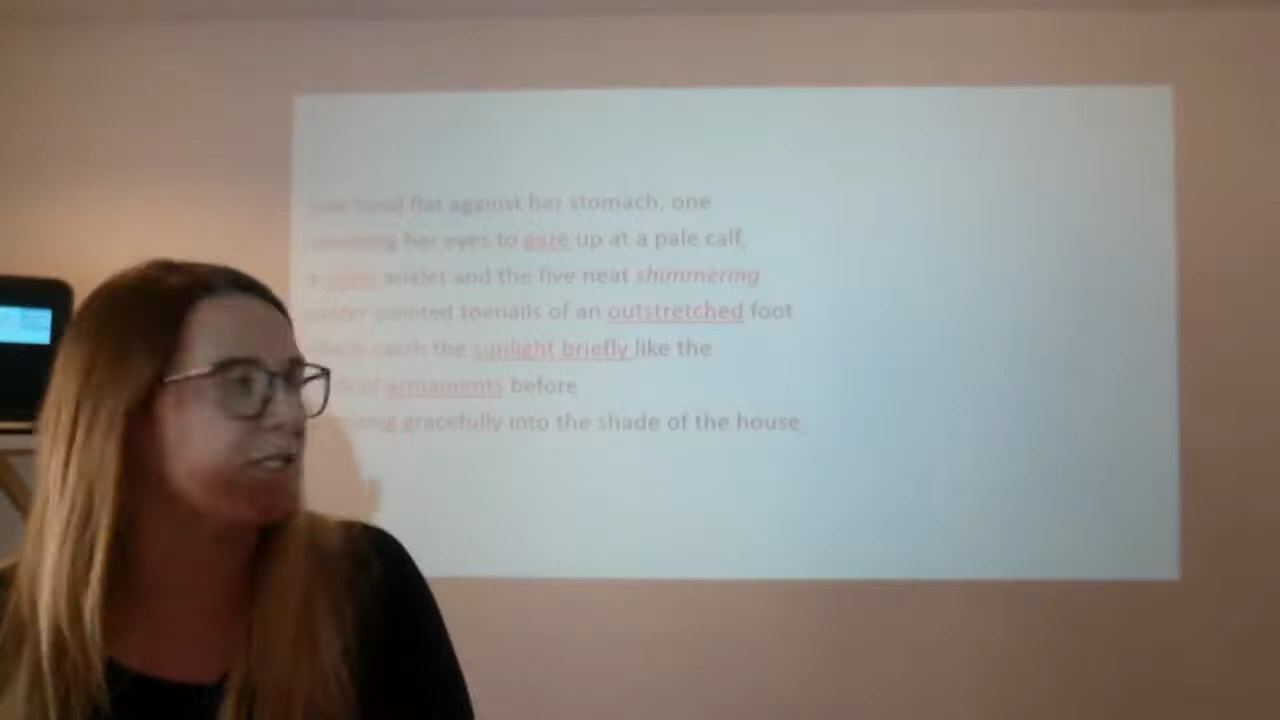 flat against her stomach, one
her eyes to gaze up at a pale calf,
anklet and the five neat shimmering
painted toenails of an outstretched foot
catch the sunlight briefly like the
of armaments before
gracefully into the shade of the house